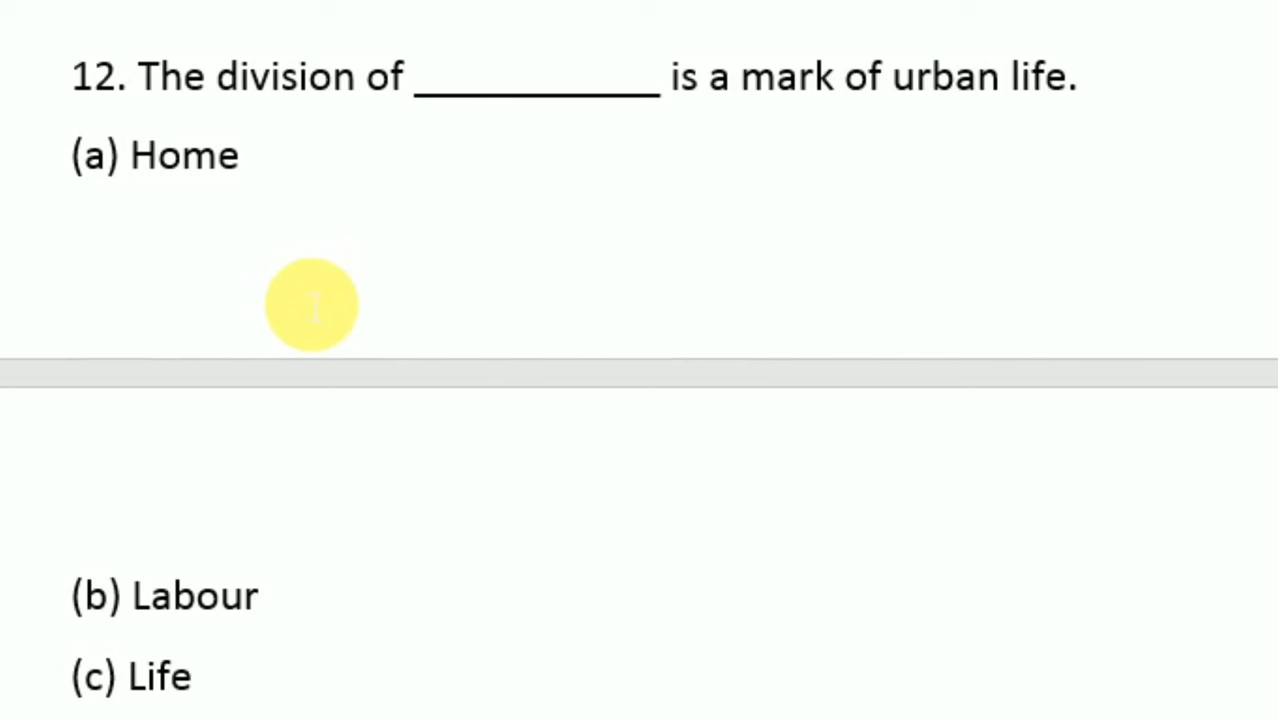 12. The division of ____________ is a mark of urban life.
(a) Home
(b) Labour
(c) Life